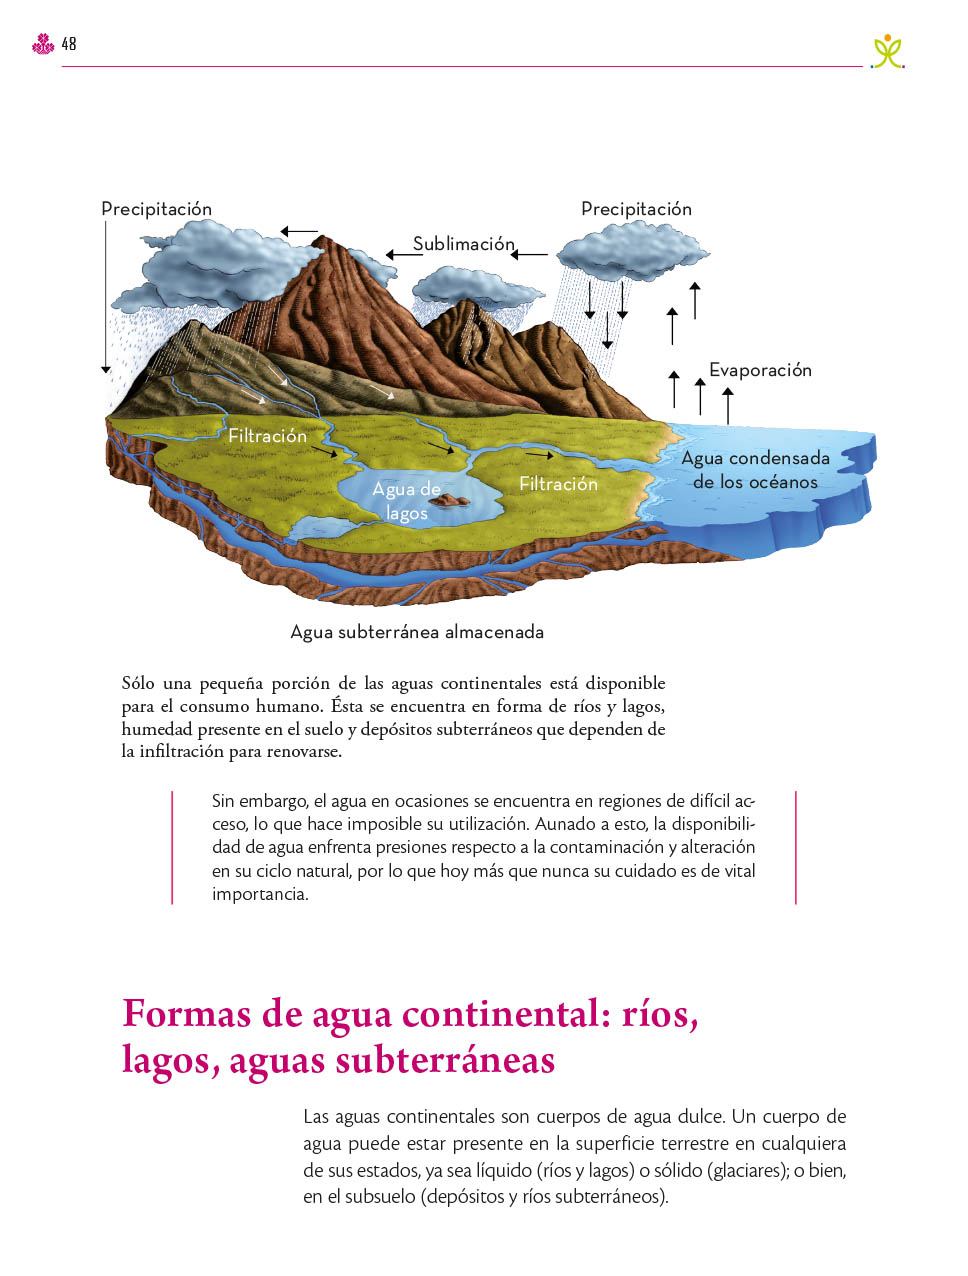 48
Precipitación
Precipitación
Sublimación
Evaporación
Filtración
Agua condensada
de los océanos
Agua de
lagos
Filtración
Agua subterránea almacenada
Sólo una pequeña porción de las aguas continentales está disponible
para el consumo humano. Ésta se encuentra en forma de ríos y lagos,
humedad presente en el suelo y depósitos subterráneos que dependen de
la infiltración para renovarse.
Sin embargo, el agua en ocasiones se encuentra en regiones de difícil ac-
ceso, lo que hace imposible su utilización. Aunado a esto, la disponibili-
dad de agua enfrenta presiones respecto a la contaminación y alteración
en su ciclo natural, por lo que hoy más que nunca su cuidado es de vital
importancia.
Formas de agua continental: ríos,
lagos, aguas subterráneas
Las aguas continentales son cuerpos de agua dulce. Un cuerpo de
agua puede estar presente en la superficie terrestre en cualquiera
de sus estados, ya sea líquido (ríos y lagos) o sólido (glaciares); o bien,
en el subsuelo (depósitos y ríos subterráneos).